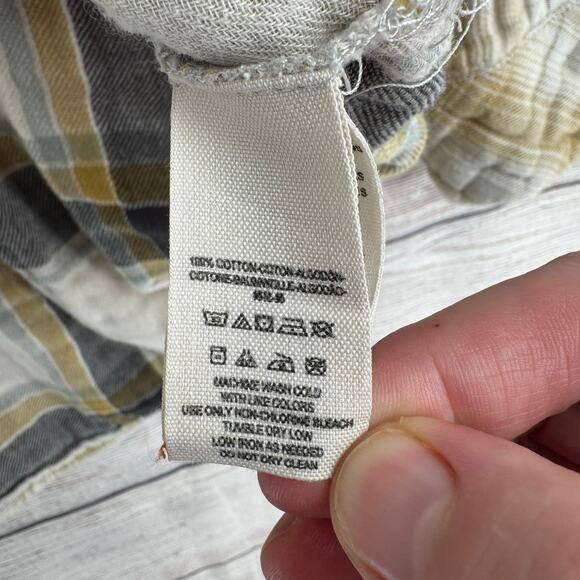 100% COTTON-COTON-ALGODÓN-
COTONE-BAUMWOLLE-ALGODÃO-
MACHINE WASH COLD
WITH LIKE COLORS
USE ONLY NON-CHLORINE BLEACH
TUMBLE DRY LOW
LOW IRON AS NEEDED
DO NOT DRY CLEAN